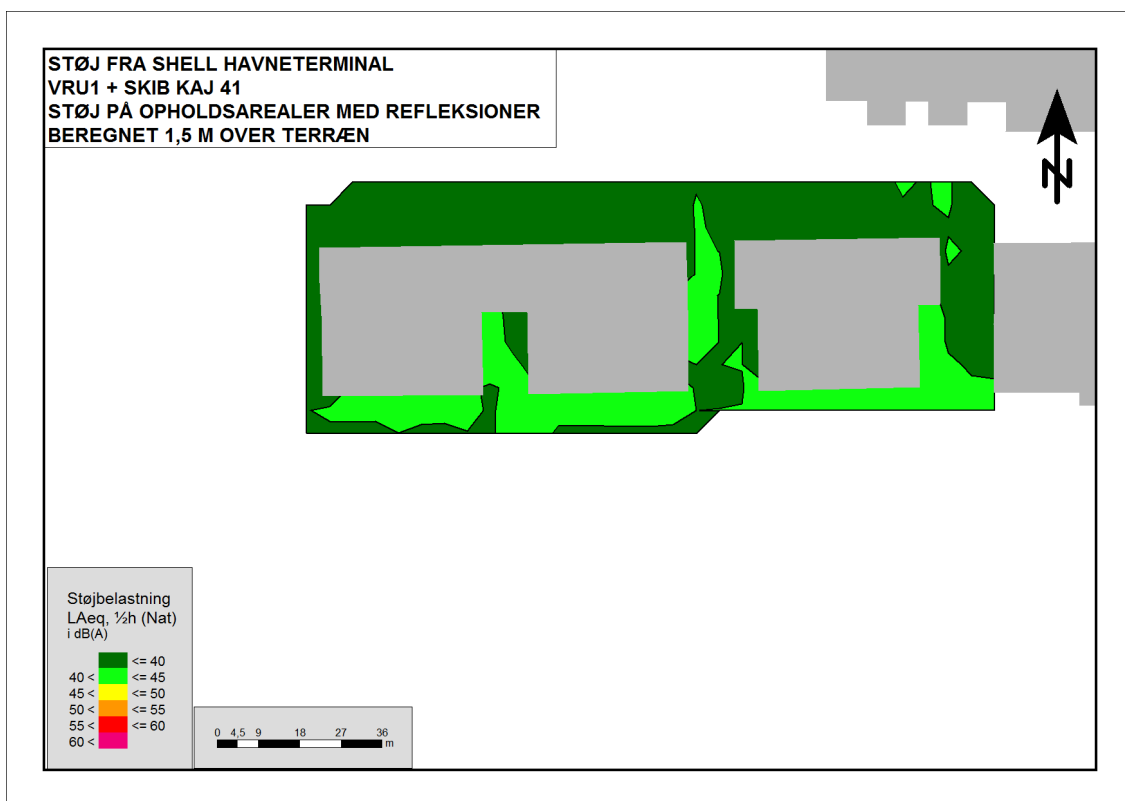 STØJ FRA SHELL HAVNETERMINAL
VRU1 + SKIB KAJ 41
STØJ PÅ OPHOLDSAREALER MED REFLEKSIONER
BEREGNET 1,5 M OVER TERRÆN
N
Støjbelastning
LAeq, ½h (Nat)
i dB(A)
<= 40
40 < <= 45
45 < <= 50
50 < <= 55
55 < <= 60
60 <
0 4,5 9 18 27 36
m